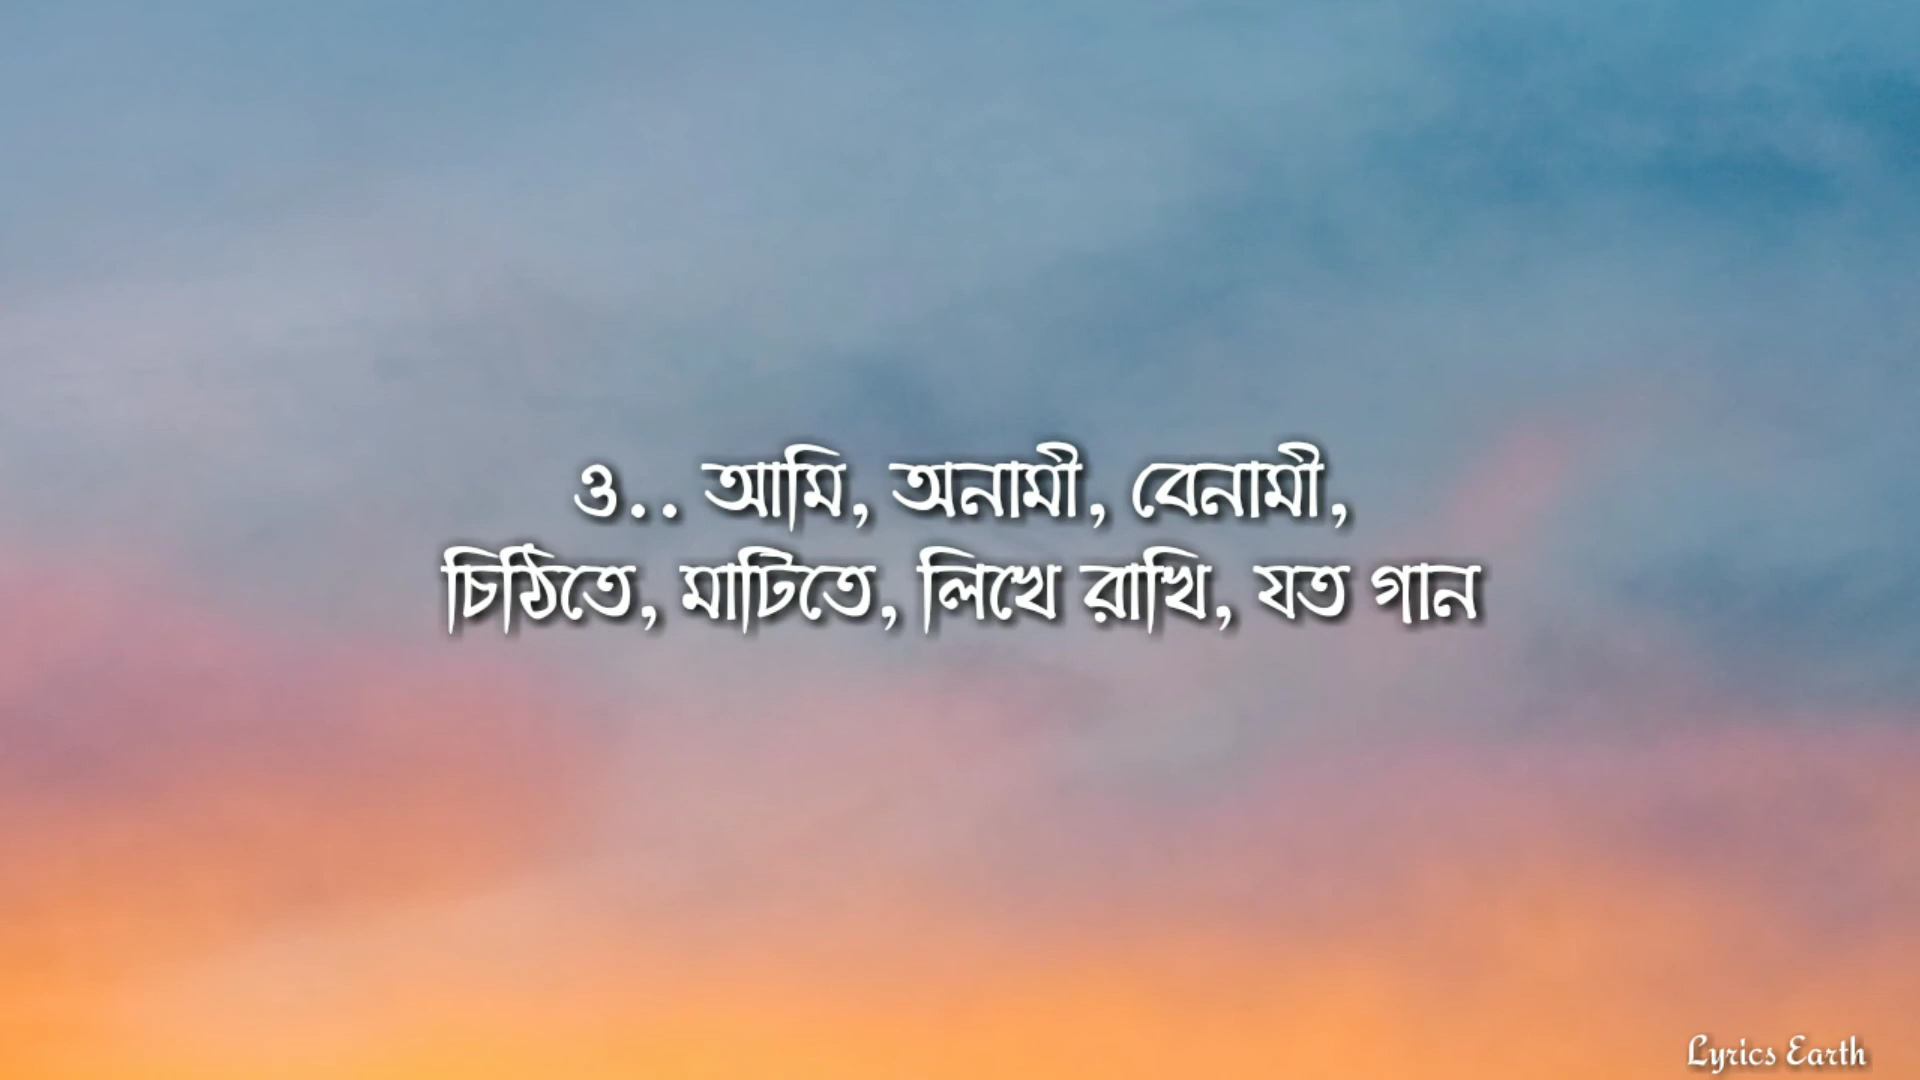 ও.. আমি, অনামী, বেনামী,
চিঠিতে, মাটিতে, লিখে রাখি, যত গান
Lyrics Earth